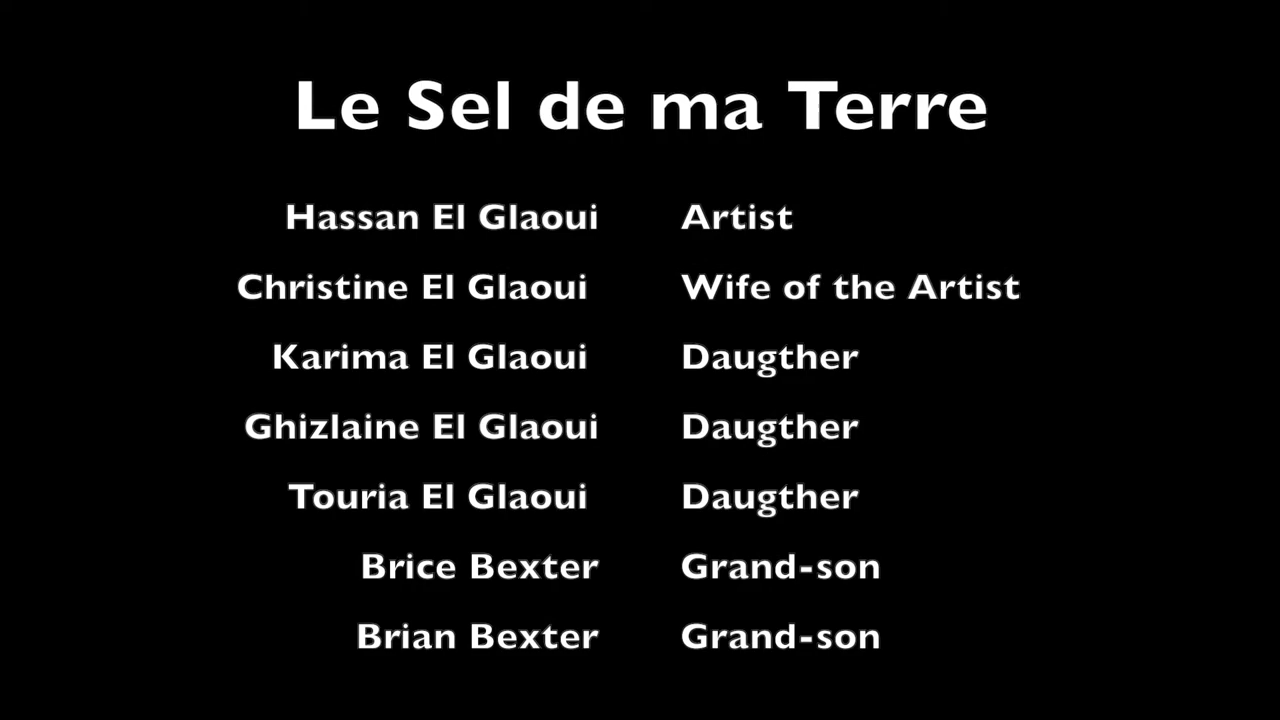 Le Sel de ma Terre
Hassan El Glaoui Artist
Christine El Glaoui Wife of the Artist
Karima El Glaoui Daugther
Ghizlaine El Glaoui Daugther
Touria El Glaoui Daugther
Brice Bexter Grand-son
Brian Bexter Grand-son